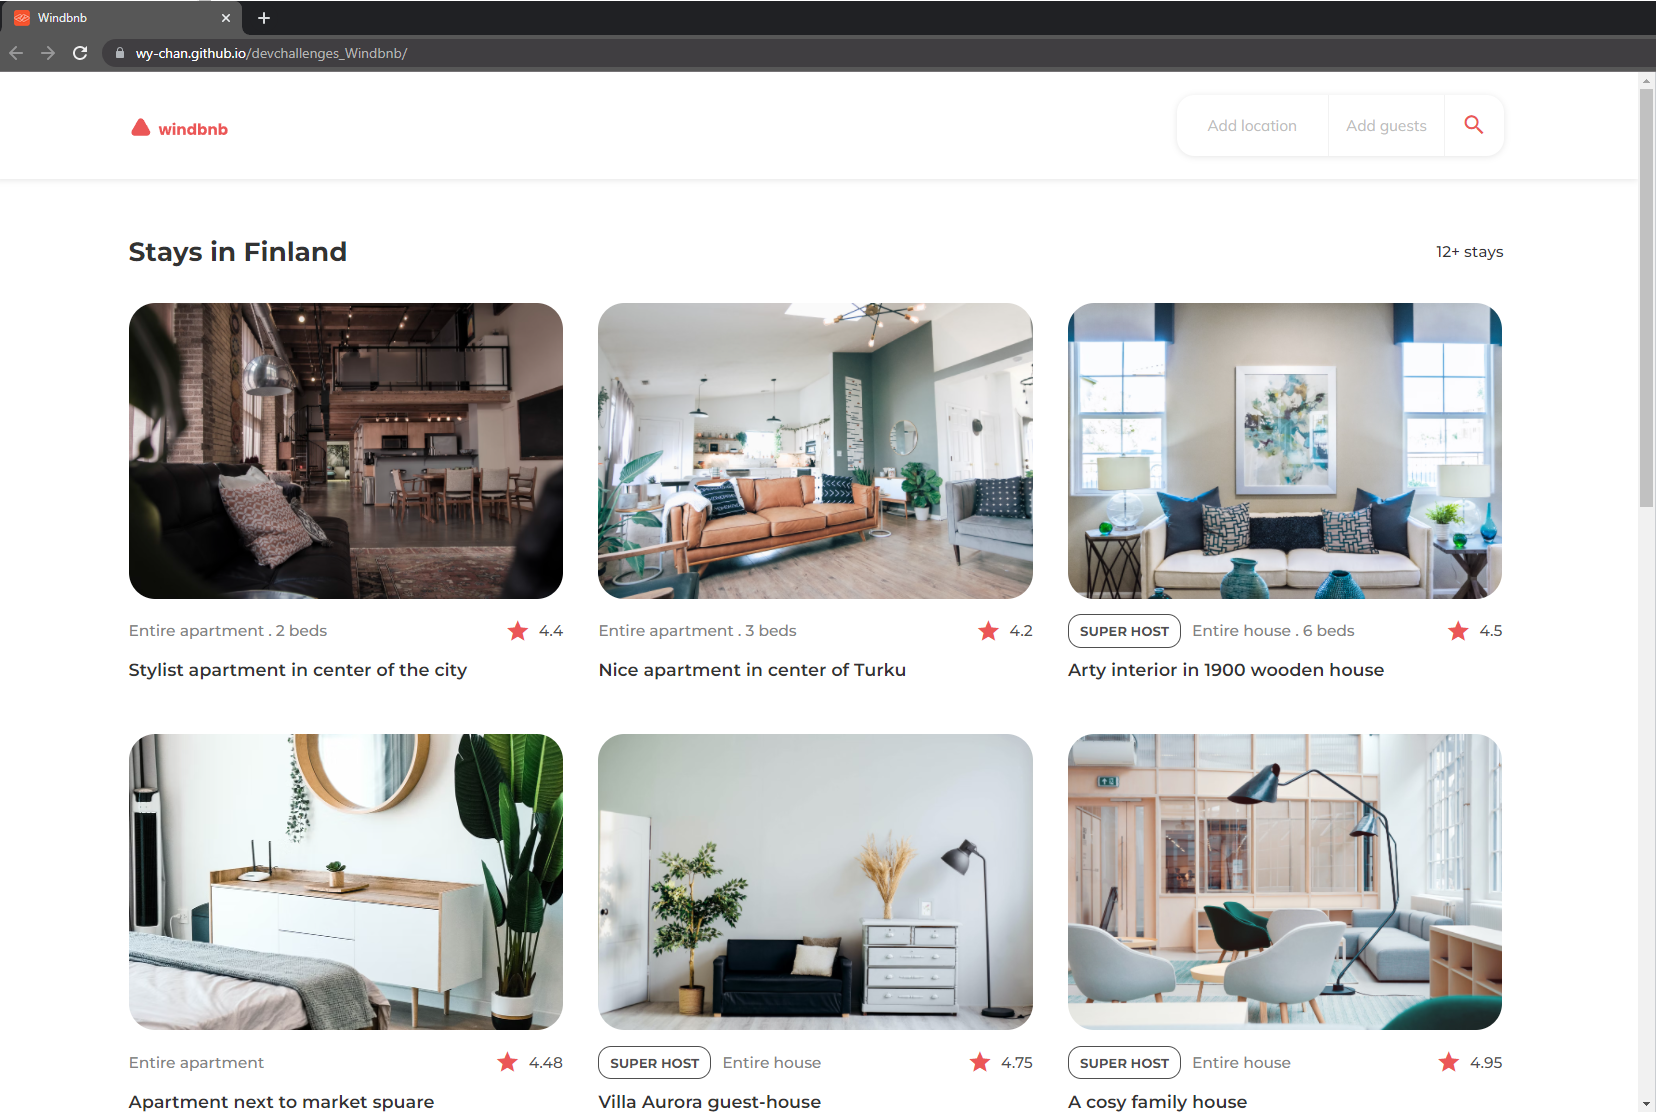 Windbnb
wy-chan.github.io/devchallenges_Windbnb/
windbnb
Add location
Add guests
Stays in Finland
12+ stays
Entire apartment . 2 beds
4.4
Stylist apartment in center of the city
Entire apartment . 3 beds
4.2
Nice apartment in center of Turku
SUPER HOST
Entire house . 6 beds
4.5
Arty interior in 1900 wooden house
Entire apartment
4.48
Apartment next to market spuare
SUPER HOST
Entire house
4.75
Villa Aurora guest-house
SUPER HOST
Entire house
4.95
A cosy family house